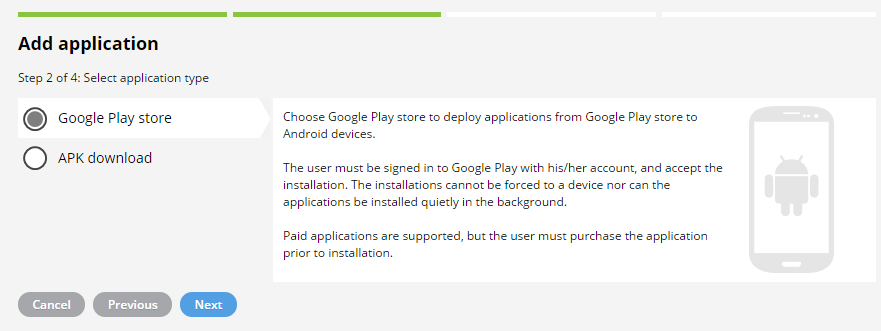 Add application
Step 2 of 4: Select application type
Google Play store
APK download
Choose Google Play store to deploy applications from Google Play store to
Android devices.
The user must be signed in to Google Play with his/her account, and accept the
installation. The installations cannot be forced to a device nor can the
applications be installed quietly in the background.
Paid applications are supported, but the user must purchase the application
prior to installation.
Cancel
Previous
Next